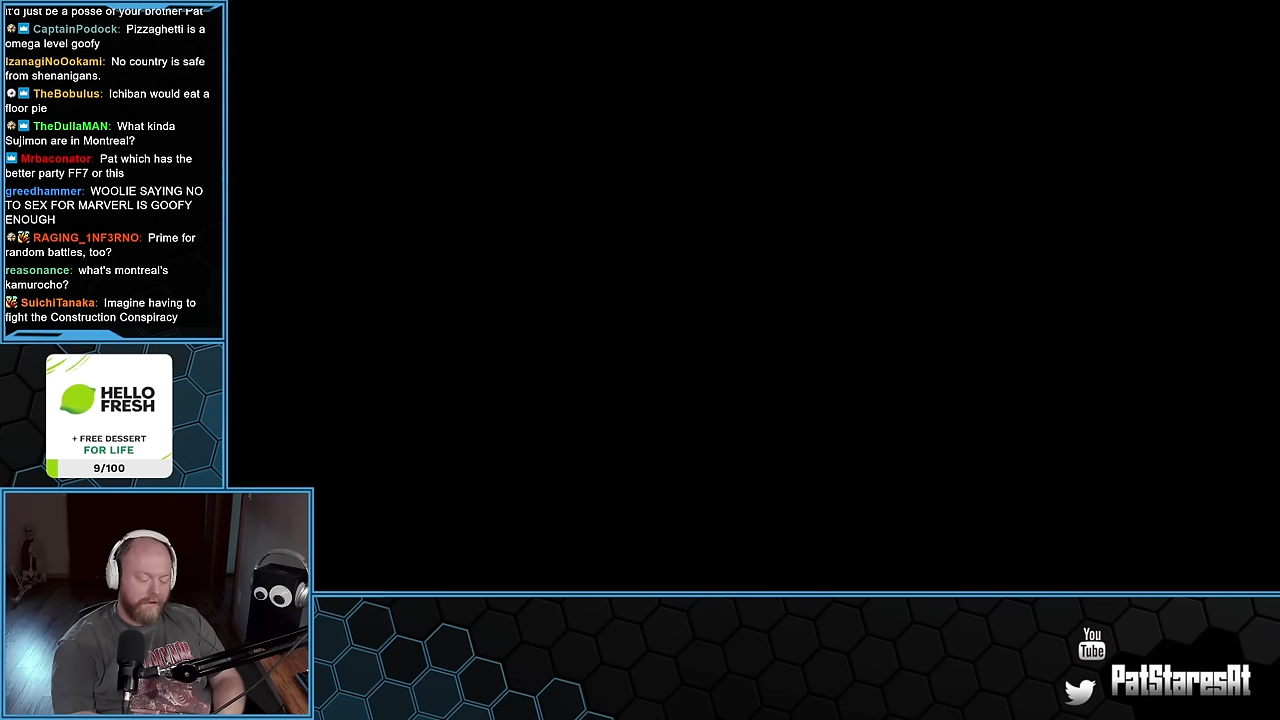 it'd just be a posse of your brother Pat
CaptainPodock: Pizzaghetti is a
omega level goofy
IzanagiNoOokami: No country is safe
from shenanigans.
TheBobulus: Ichiban would eat a
floor pie
TheDullaMAN: What kinda
Sujimon are in Montreal?
Mrbaconator: Pat which has the
better party FF7 or this
greedhammer: WOOLIE SAYING NO
TO SEX FOR MARVERL IS GOOFY
ENOUGH
RAGING_1NF3RNO: Prime for
random battles, too?
reasonance: what's montreal's
kamurocho?
SuichiTanaka: Imagine having to
fight the Construction Conspiracy
HELLO
FRESH
+ FREE DESSERT
FOR LIFE
9/100
You
Tube
PatStaresAt